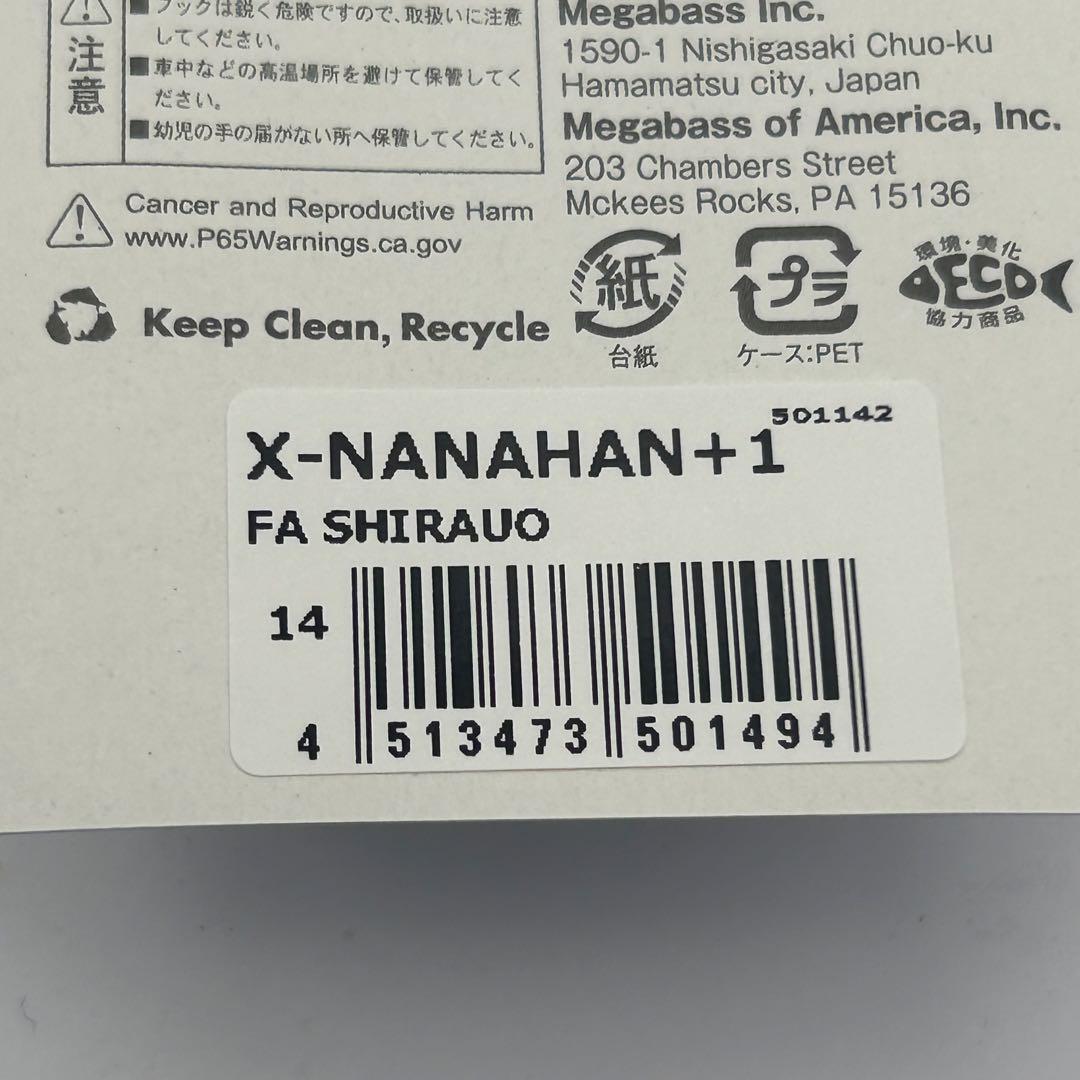 ■フックは鋭く危険ですので、取扱いに注意
してください。
■車中などの高温場所を避けて保管してく
ださい。
■幼児の手の届かない所へ保管してください。
注意
Megabass Inc.
1590-1 Nishigasaki Chuo-ku
Hamamatsu city, Japan
Megabass of America, Inc.
203 Chambers Street
Mckees Rocks, PA 15136
Cancer and Reproductive Harm
www.P65Warnings.ca.gov
Keep Clean, Recycle
紙
台紙
プラ
ケース:PET
環境・美化
ECO
協力商品
501142
X-NANAHAN+1
FA SHIRAUO
14
4 513473 501494